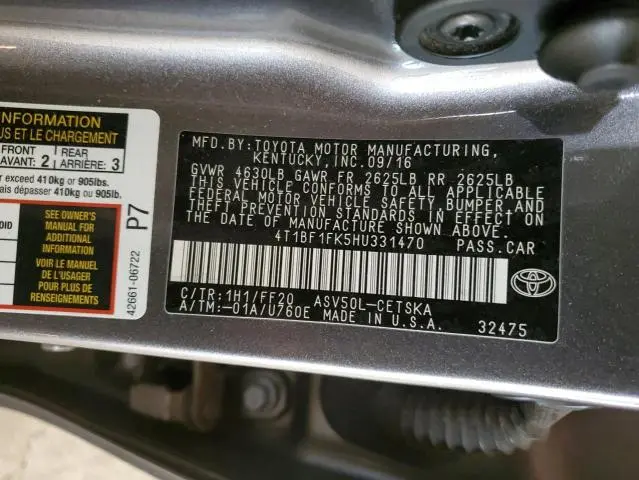 INFORMATION
US ET LE CHARGEMENT
FRONT
AVANT: 2
REAR
ARRIÈRE: 3
exceed 410kg or 905lbs.
dépasser 410kg ou 905lb.
SEE OWNER'S
MANUAL FOR
ADDITIONAL
INFORMATION
VOIR LE MANUEL
DE L'USAGER
POUR PLUS DE
RENSEIGNEMENTS
P7
42661-06722
MFD.BY:TOYOTA MOTOR MANUFACTURING,
KENTUCKY, INC.09/16
GVWR 4630LB GAWR FR 2625LB RR 2625LB
THIS VEHICLE CONFORMS TO ALL APPLICABLE
FEDERAL MOTOR VEHICLE SAFETY,BUMPER,AND
THEFT PREVENTION STANDARDS IN EFFECT ON
THE DATE OF MANUFACTURE SHOWN ABOVE.
4T1BF1FK5HU331470 PASS.CAR
C/TR:1H1/FF20 ASV50L-CETSKA
A/TM:-01A/U760E MADE IN U.S.A. 32475